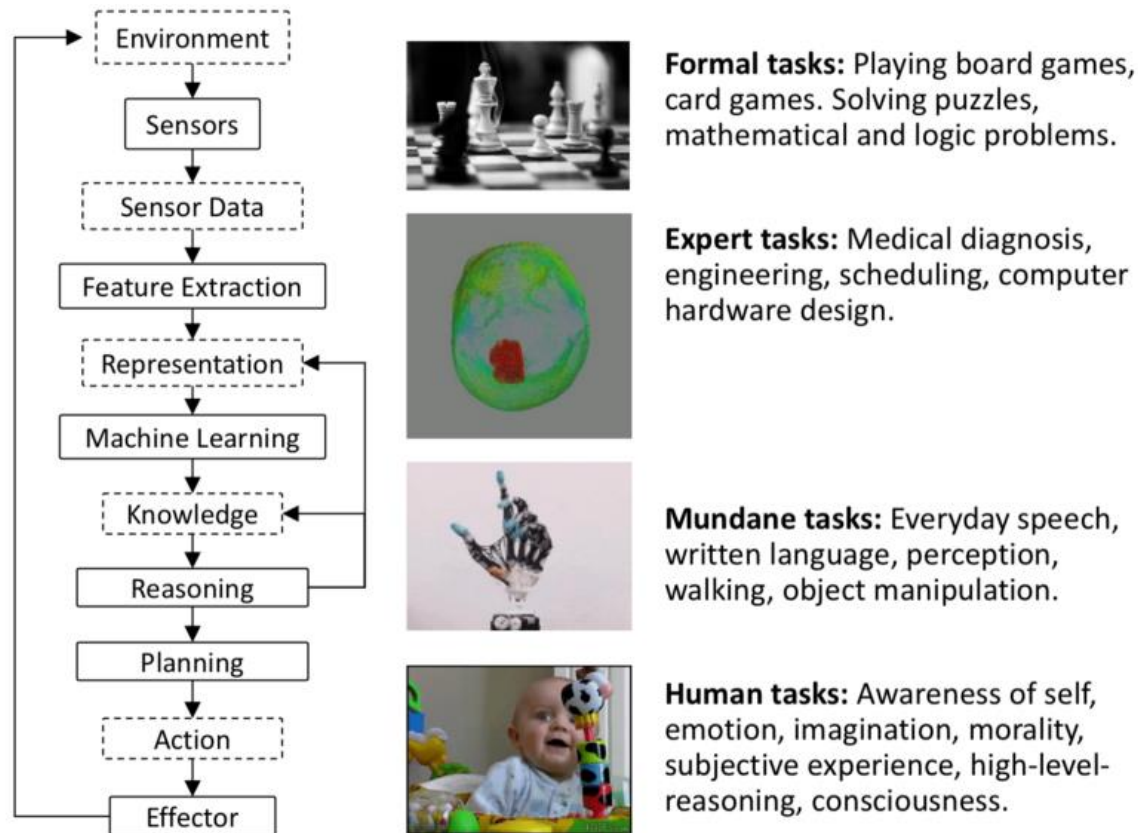 Environment
Sensors
Sensor Data
Feature Extraction
Representation
Machine Learning
Knowledge
Reasoning
Planning
Action
Effector
Formal tasks: Playing board games,
card games. Solving puzzles,
mathematical and logic problems.
Expert tasks: Medical diagnosis,
engineering, scheduling, computer
hardware design.
Mundane tasks: Everyday speech,
written language, perception,
walking, object manipulation.
Human tasks: Awareness of self,
emotion, imagination, morality,
subjective experience, high-level-
reasoning, consciousness.